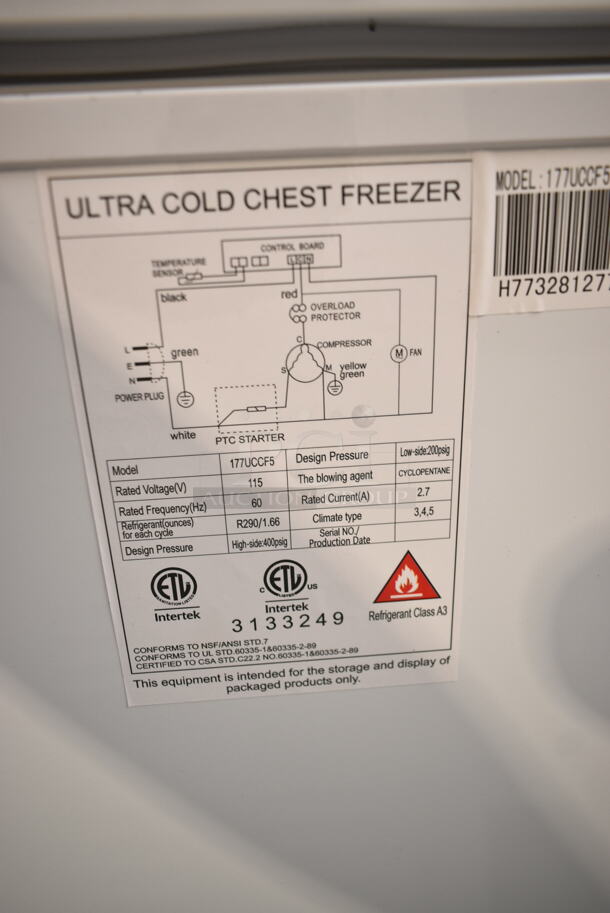 ULTRA COLD CHEST FREEZER
MODEL: 177UCCF5
H77328127
CONTROL BOARD
TEMPERATURE
SENSOR
L C N
black
red
OVERLOAD
PROTECTOR
C
COMPRESSOR
L
green
M FAN
E
S
M
yellow
green
N
POWER PLUG
white
PTC STARTER
Model 177UCCF5 Design Pressure Low-side:200psig
Rated Voltage(V) 115 The blowing agent CYCLOPENTANE
Rated Frequency(Hz) 60 Rated Current(A) 2.7
Refrigerant(ounces)
for each cycle R290/1.66 Climate type 3,4,5
Design Pressure High-side:400psig Serial NO./
Production Date
ETL
Intertek
C ETL US
Intertek
3133249
Refrigerant Class A3
CONFORMS TO NSF/ANSI STD.7
CONFORMS TO UL STD.60335-1&60335-2-89
CERTIFIED TO CSA STD.C22.2 NO.60335-1&60335-2-89
This equipment is intended for the storage and display of
packaged products only.